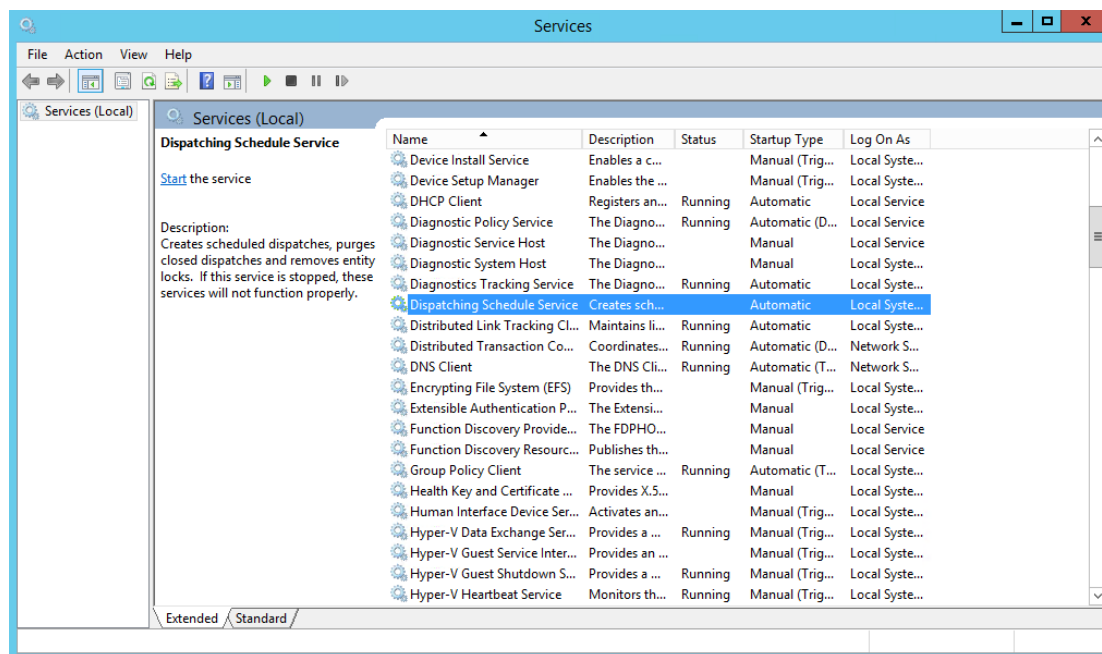 Services
File Action View Help
Services (Local)
Services (Local)
Dispatching Schedule Service
Start the service
Description:
Creates scheduled dispatches, purges
closed dispatches and removes entity
locks. If this service is stopped, these
services will not function properly.
Name Description Status Startup Type Log On As
Device Install Service Enables a c... Manual (Trig... Local Syste...
Device Setup Manager Enables the ... Manual (Trig... Local Syste...
DHCP Client Registers an... Running Automatic Local Service
Diagnostic Policy Service The Diagno... Running Automatic (D... Local Service
Diagnostic Service Host The Diagno... Manual Local Service
Diagnostic System Host The Diagno... Manual Local Syste...
Diagnostics Tracking Service The Diagno... Running Automatic Local Syste...
Dispatching Schedule Service Creates sch... Automatic Local Syste...
Distributed Link Tracking Cl... Maintains li... Running Automatic Local Syste...
Distributed Transaction Co... Coordinates... Running Automatic (D... Network S...
DNS Client The DNS Cli... Running Automatic (T... Network S...
Encrypting File System (EFS) Provides th... Manual (Trig... Local Syste...
Extensible Authentication P... The Extensi... Manual Local Syste...
Function Discovery Provide... The FDPHO... Manual Local Service
Function Discovery Resourc... Publishes th... Manual Local Service
Group Policy Client The service ... Running Automatic (T... Local Syste...
Health Key and Certificate ... Provides X.5... Manual Local Syste...
Human Interface Device Ser... Activates an... Manual (Trig... Local Syste...
Hyper-V Data Exchange Ser... Provides a ... Running Manual (Trig... Local Syste...
Hyper-V Guest Service Inter... Provides an ... Manual (Trig... Local Syste...
Hyper-V Guest Shutdown S... Provides a ... Running Manual (Trig... Local Syste...
Hyper-V Heartbeat Service Monitors th... Running Manual (Trig... Local Syste...
Extended Standard